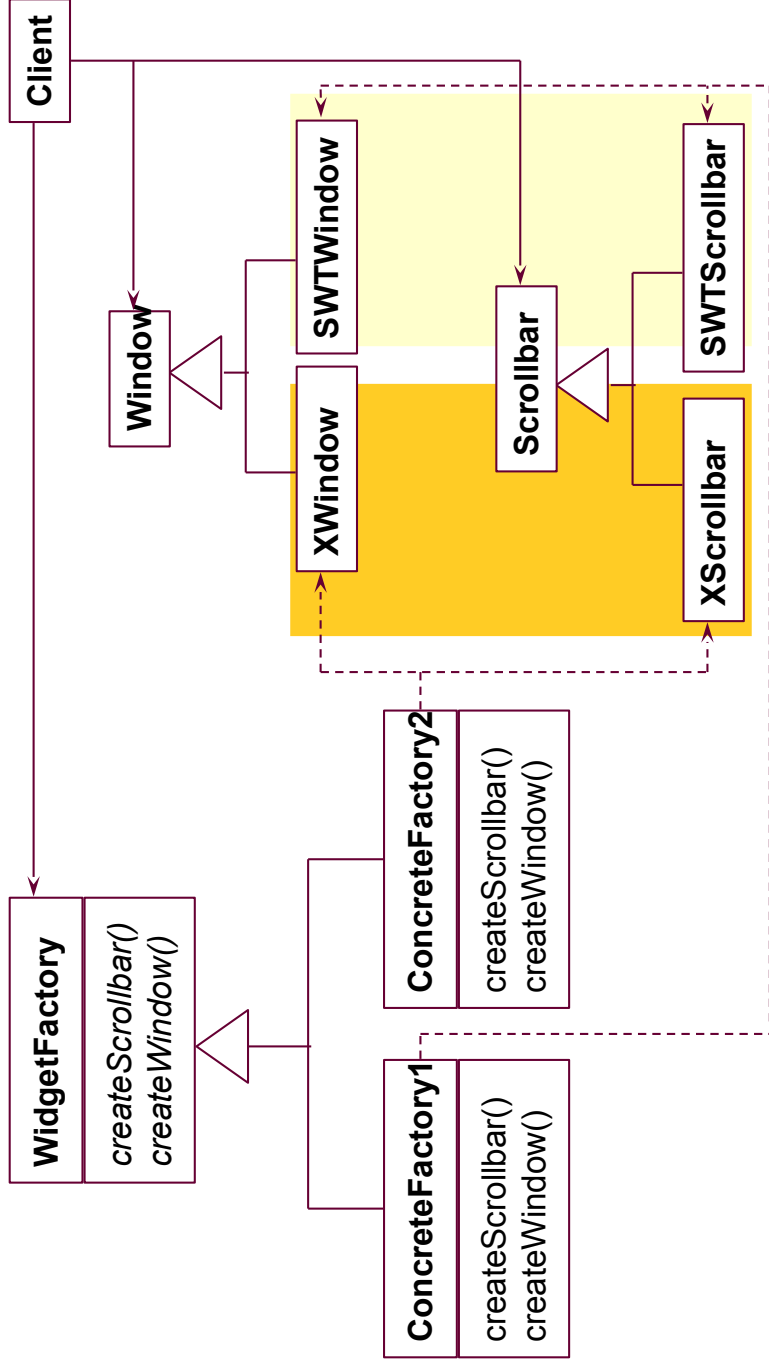 WidgetFactory
createScrollbar()
createWindow()
Client
Window
XWindow
SWTWindow
ConcreteFactory1
createScrollbar()
createWindow()
ConcreteFactory2
createScrollbar()
createWindow()
Scrollbar
XScrollbar
SWTScrollbar